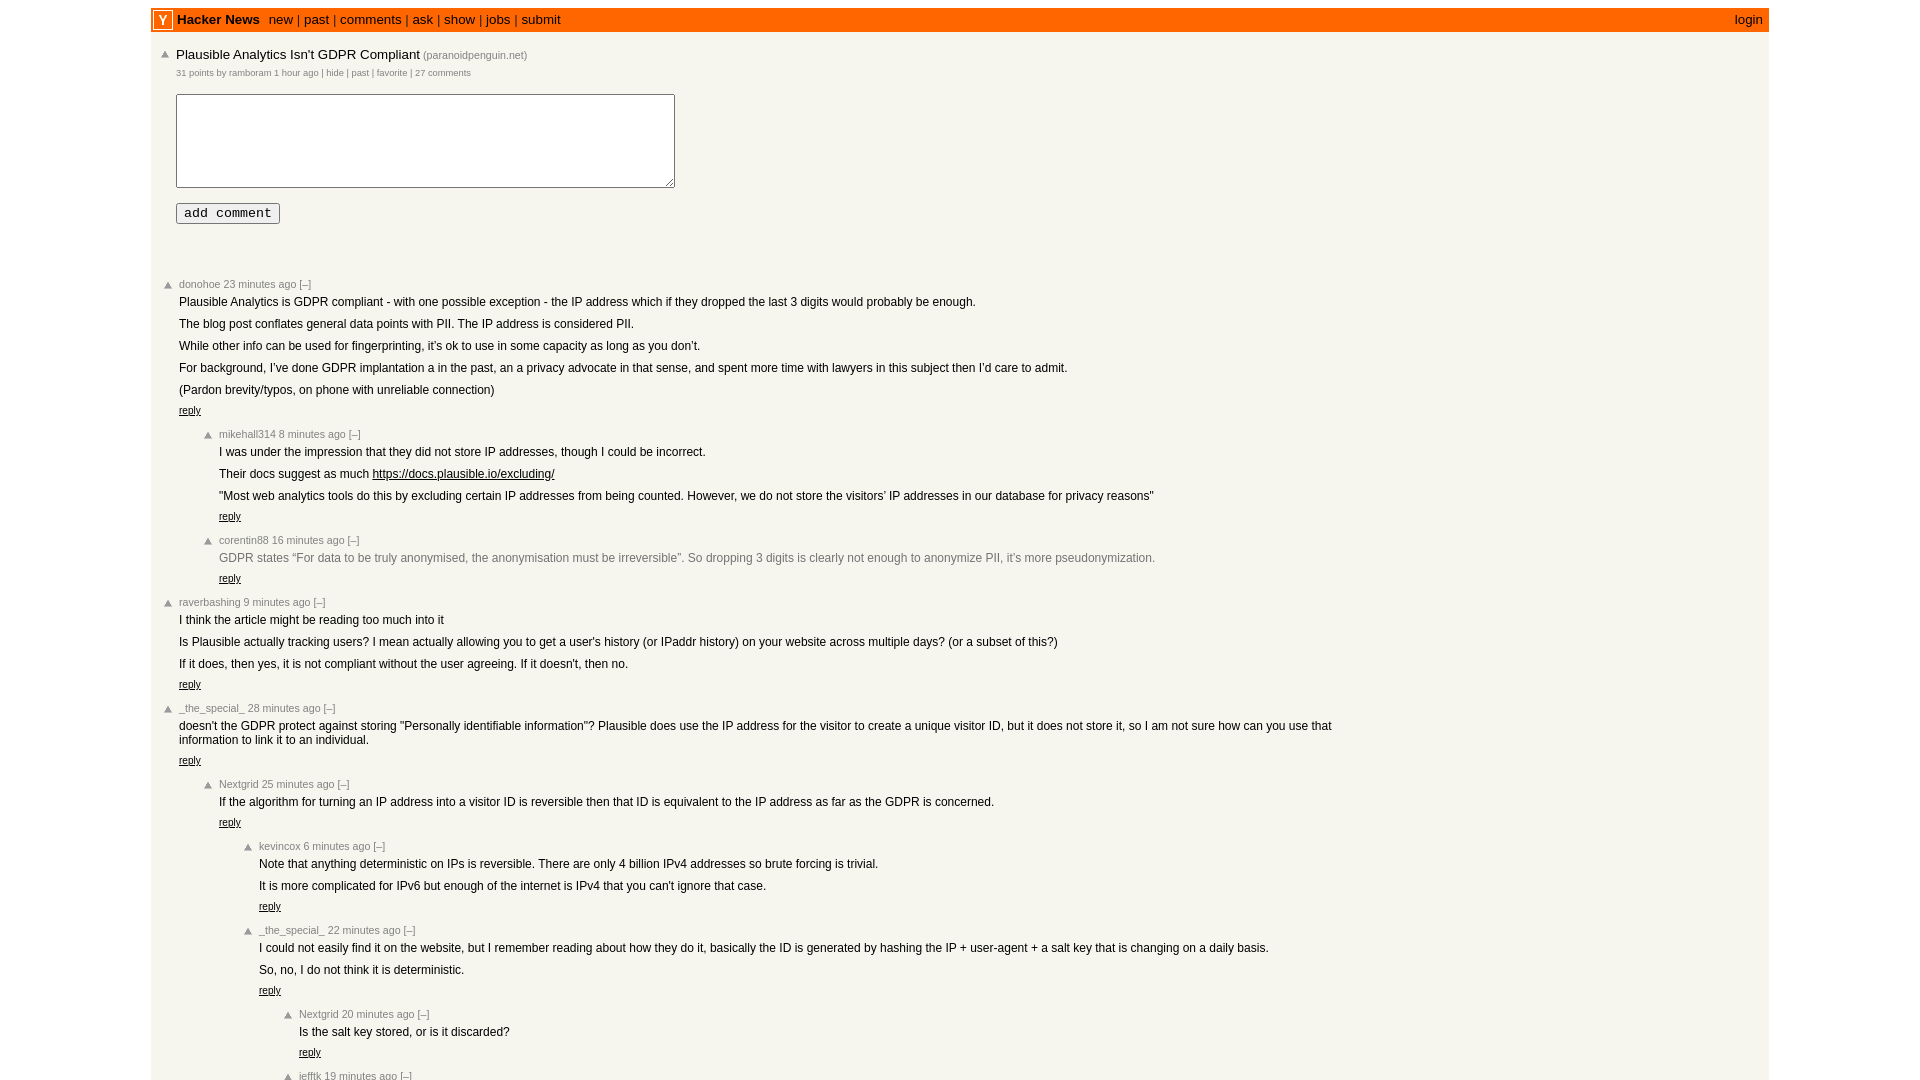 Y Hacker News new | past | comments | ask | show | jobs | submit login
Plausible Analytics Isn't GDPR Compliant (paranoidpenguin.net)
31 points by ramboram 1 hour ago | hide | past | favorite | 27 comments
add comment
donohoe 23 minutes ago [–]
Plausible Analytics is GDPR compliant - with one possible exception - the IP address which if they dropped the last 3 digits would probably be enough.
The blog post conflates general data points with PII. The IP address is considered PII.
While other info can be used for fingerprinting, it’s ok to use in some capacity as long as you don’t.
For background, I’ve done GDPR implantation a in the past, an a privacy advocate in that sense, and spent more time with lawyers in this subject then I’d care to admit.
(Pardon brevity/typos, on phone with unreliable connection)
reply
mikehall314 8 minutes ago [–]
I was under the impression that they did not store IP addresses, though I could be incorrect.
Their docs suggest as much https://docs.plausible.io/excluding/
"Most web analytics tools do this by excluding certain IP addresses from being counted. However, we do not store the visitors’ IP addresses in our database for privacy reasons"
reply
corentin88 16 minutes ago [–]
GDPR states “For data to be truly anonymised, the anonymisation must be irreversible”. So dropping 3 digits is clearly not enough to anonymize PII, it’s more pseudonymization.
reply
raverbashing 9 minutes ago [–]
I think the article might be reading too much into it
Is Plausible actually tracking users? I mean actually allowing you to get a user's history (or IPaddr history) on your website across multiple days? (or a subset of this?)
If it does, then yes, it is not compliant without the user agreeing. If it doesn't, then no.
reply
_the_special_ 28 minutes ago [–]
doesn't the GDPR protect against storing "Personally identifiable information"? Plausible does use the IP address for the visitor to create a unique visitor ID, but it does not store it, so I am not sure how can you use that
information to link it to an individual.
reply
Nextgrid 25 minutes ago [–]
If the algorithm for turning an IP address into a visitor ID is reversible then that ID is equivalent to the IP address as far as the GDPR is concerned.
reply
kevincox 6 minutes ago [–]
Note that anything deterministic on IPs is reversible. There are only 4 billion IPv4 addresses so brute forcing is trivial.
It is more complicated for IPv6 but enough of the internet is IPv4 that you can't ignore that case.
reply
_the_special_ 22 minutes ago [–]
I could not easily find it on the website, but I remember reading about how they do it, basically the ID is generated by hashing the IP + user-agent + a salt key that is changing on a daily basis.
So, no, I do not think it is deterministic.
reply
Nextgrid 20 minutes ago [–]
Is the salt key stored, or is it discarded?
reply
jefftk 19 minutes ago [–]